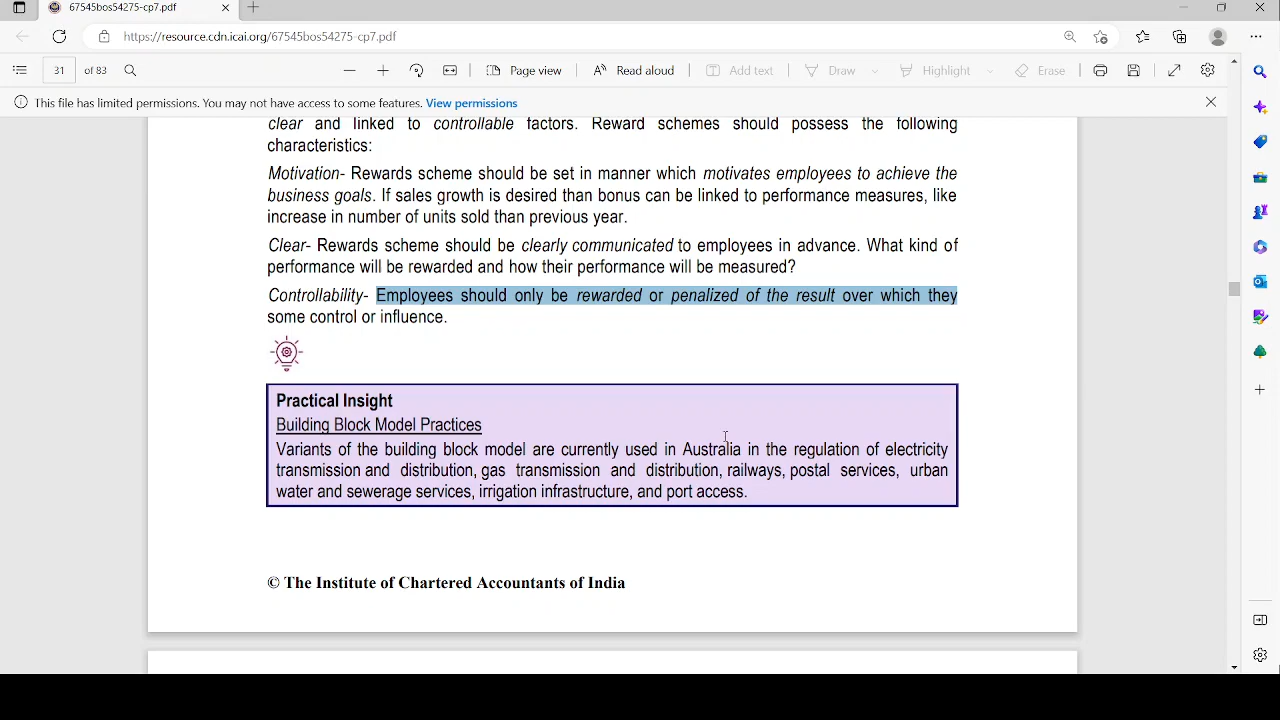 67545bos54275-cp7.pdf
https://resource.cdn.icai.org/67545bos54275-cp7.pdf
31 of 83 Page view Read aloud Add text Draw Highlight Erase
This file has limited permissions. You may not have access to some features. View permissions
clear and linked to controllable factors. Reward schemes should possess the following
characteristics:
Motivation- Rewards scheme should be set in manner which motivates employees to achieve the
business goals. If sales growth is desired than bonus can be linked to performance measures, like
increase in number of units sold than previous year.
Clear- Rewards scheme should be clearly communicated to employees in advance. What kind of
performance will be rewarded and how their performance will be measured?
Controllability- Employees should only be rewarded or penalized of the result over which they
some control or influence.
Practical Insight
Building Block Model Practices
Variants of the building block model are currently used in Australia in the regulation of electricity
transmission and distribution, gas transmission and distribution, railways, postal services, urban
water and sewerage services, irrigation infrastructure, and port access.
© The Institute of Chartered Accountants of India